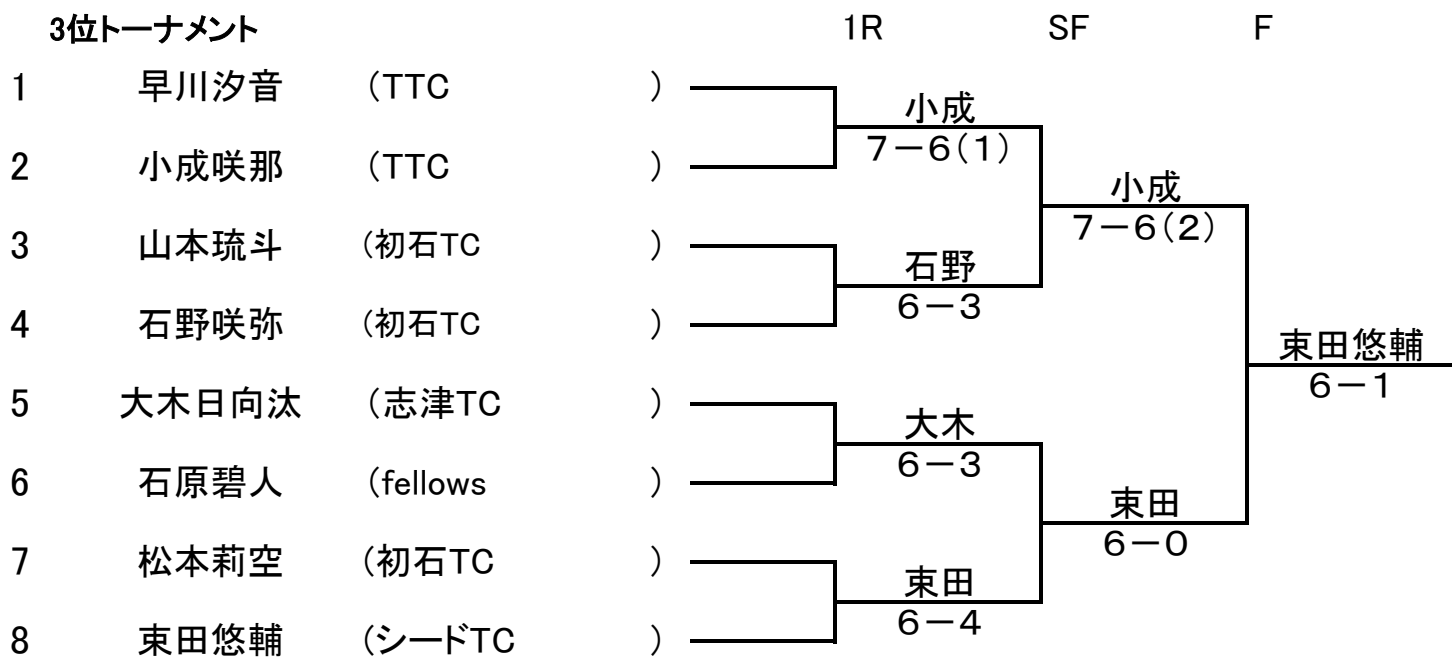 3位トーナメント 1R SF F
1 早川汐音 (TTC )
小成
7-6(1)
2 小成咲那 (TTC )
小成
7-6(2)
3 山本琉斗 (初石TC )
石野
6-3
4 石野咲弥 (初石TC )
束田悠輔
6-1
5 大木日向汰 (志津TC )
大木
6-3
6 石原碧人 (fellows )
束田
6-0
7 松本莉空 (初石TC )
束田
6-4
8 束田悠輔 (シードTC )